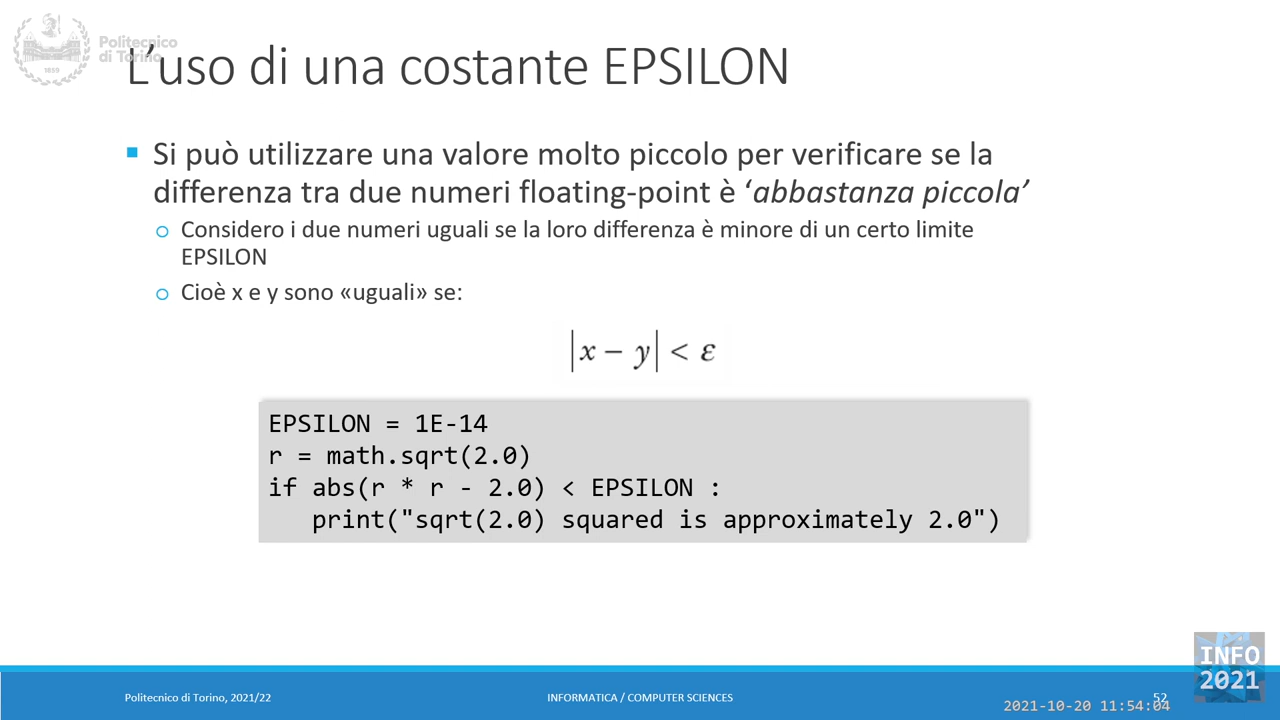 Politecnico
di Torino
1859
L'uso di una costante EPSILON
▪ Si può utilizzare una valore molto piccolo per verificare se la
differenza tra due numeri floating-point è ‘abbastanza piccola’
o Considero i due numeri uguali se la loro differenza è minore di un certo limite
EPSILON
o Cioè x e y sono «uguali» se:
|x − y| < ε
EPSILON = 1E-14
r = math.sqrt(2.0)
if abs(r * r - 2.0) < EPSILON :
   print("sqrt(2.0) squared is approximately 2.0")
INFO
2021
Politecnico di Torino, 2021/22
INFORMATICA / COMPUTER SCIENCES
52
2021-10-20 11:54:04